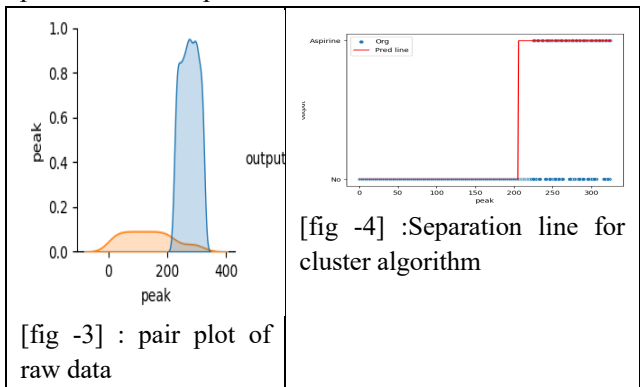 1.0
0.8
0.6
0.4
0.2
0.0
peak
0 200 400
peak
output
[fig -3] : pair plot of
raw data
Aspirine
No
Org
Pred line
0 50 100 150 200 250 300
peak
[fig -4] :Separation line for
cluster algorithm